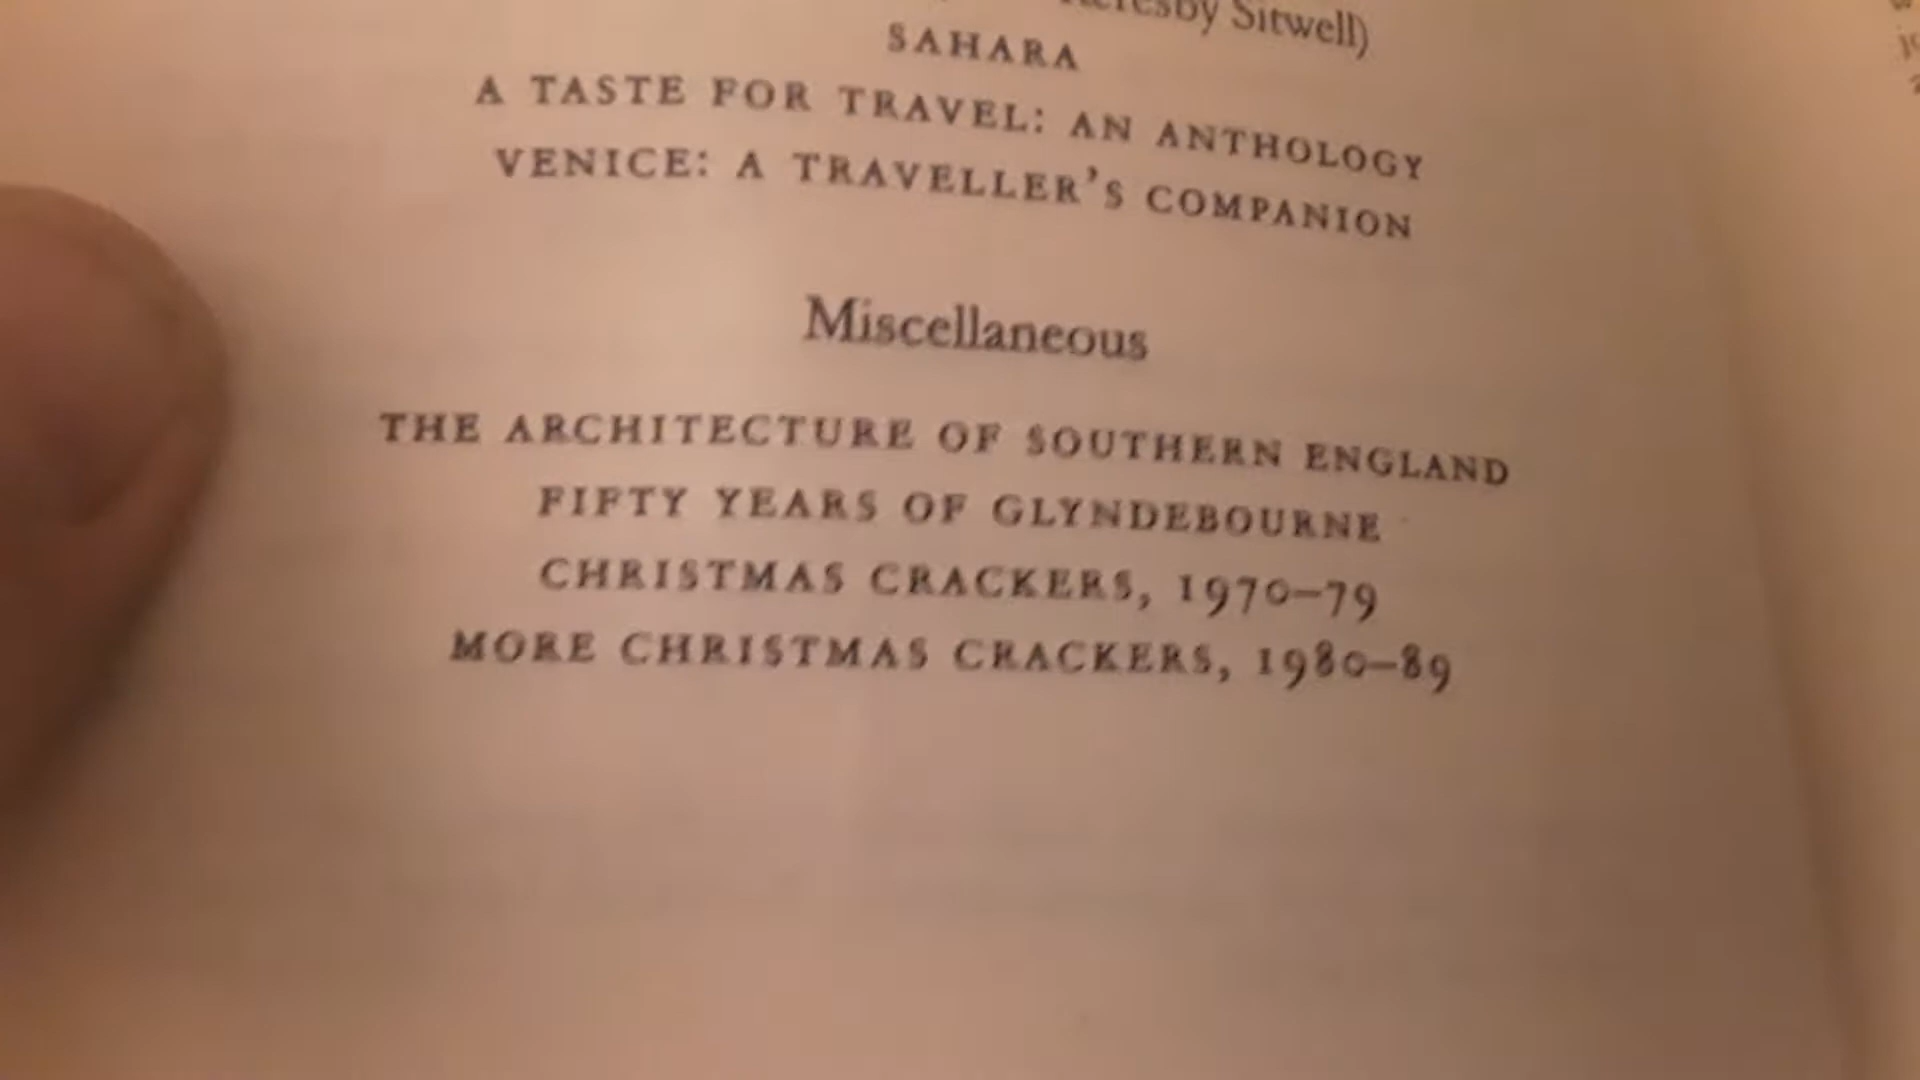 Sitwell)
SAHARA
A TASTE FOR TRAVEL: AN ANTHOLOGY
VENICE: A TRAVELLER'S COMPANION
Miscellaneous
THE ARCHITECTURE OF SOUTHERN ENGLAND
FIFTY YEARS OF GLYNDEBOURNE
CHRISTMAS CRACKERS, 1970–79
MORE CHRISTMAS CRACKERS, 1980–89